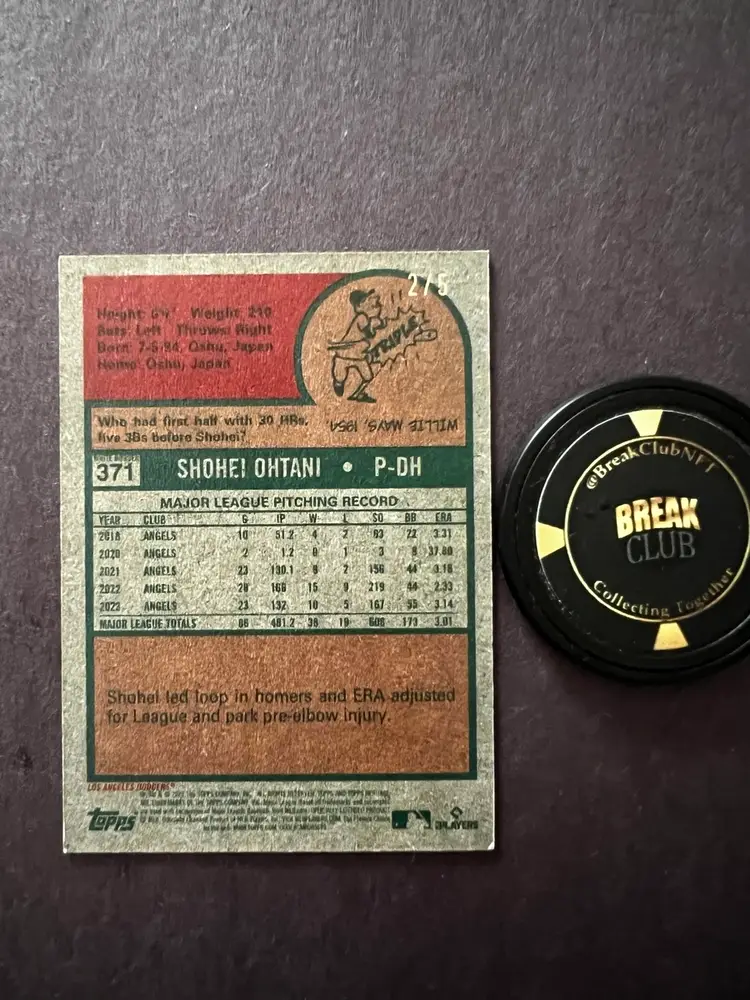 2/5
Height: 6'4" Weight: 210
Bats: Left Throws: Right
Born: 7-5-94, Oshu, Japan
Home: Oshu, Japan
TRIPLE
Who had first half with 30 HRs,
five 3Bs before Shohei?
WILLIE MAYS, 1954
371
SHOHEI OHTANI • P-DH
MAJOR LEAGUE PITCHING RECORD
YEAR CLUB G IP W L SO BB ERA
2018 ANGELS 10 51.2 4 2 63 22 3.31
2020 ANGELS 2 1.2 0 1 3 8 37.80
2021 ANGELS 23 130.1 9 2 156 44 3.18
2022 ANGELS 28 166 15 9 219 44 2.33
2023 ANGELS 23 132 10 5 167 55 3.14
MAJOR LEAGUE TOTALS 86 481.2 38 19 608 173 3.01
Shohei led loop in homers and ERA adjusted
for League and park pre-elbow injury.
LOS ANGELES DODGERS®
topps
PLAYERS
@BreakClubNFT
BREAK
CLUB
Collecting Together